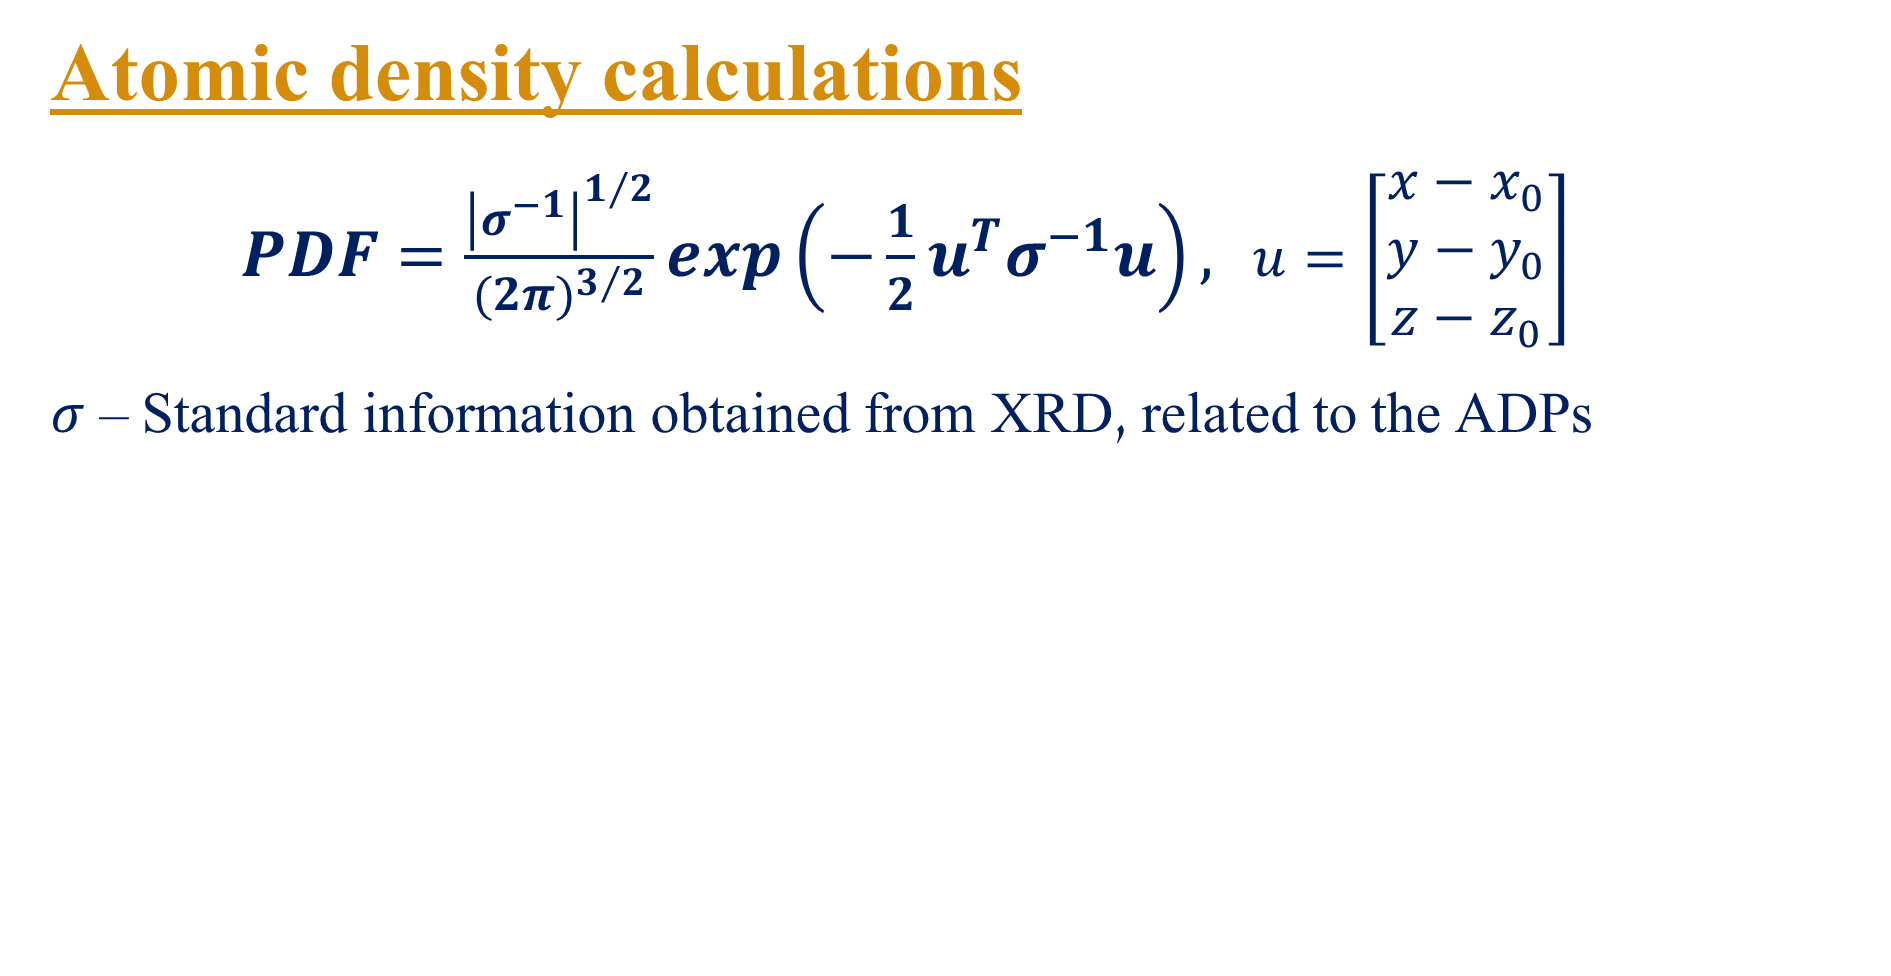 Atomic density calculations
PDF = |σ⁻¹|^{1/2} / (2π)^{3/2} exp(−1/2 uᵀσ⁻¹u), u = [x − x₀ y − y₀ z − z₀]
σ – Standard information obtained from XRD, related to the ADPs